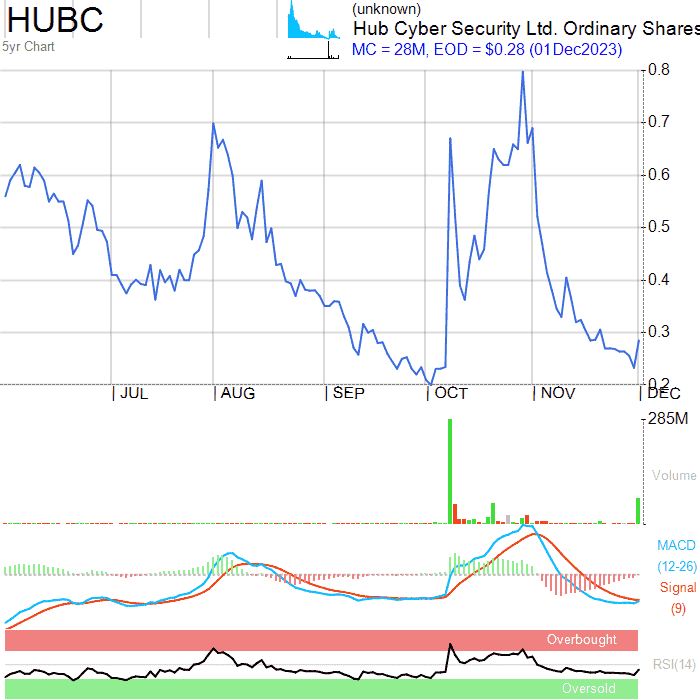 HUBC
5yr Chart
(unknown)
Hub Cyber Security Ltd. Ordinary Shares
MC = 28M, EOD = $0.28 (01Dec2023)
0.8
0.7
0.6
0.5
0.4
0.3
0.2
JUL AUG SEP OCT NOV DEC
285M
Volume
MACD
(12-26)
Signal
(9)
Overbought
RSI(14)
Oversold